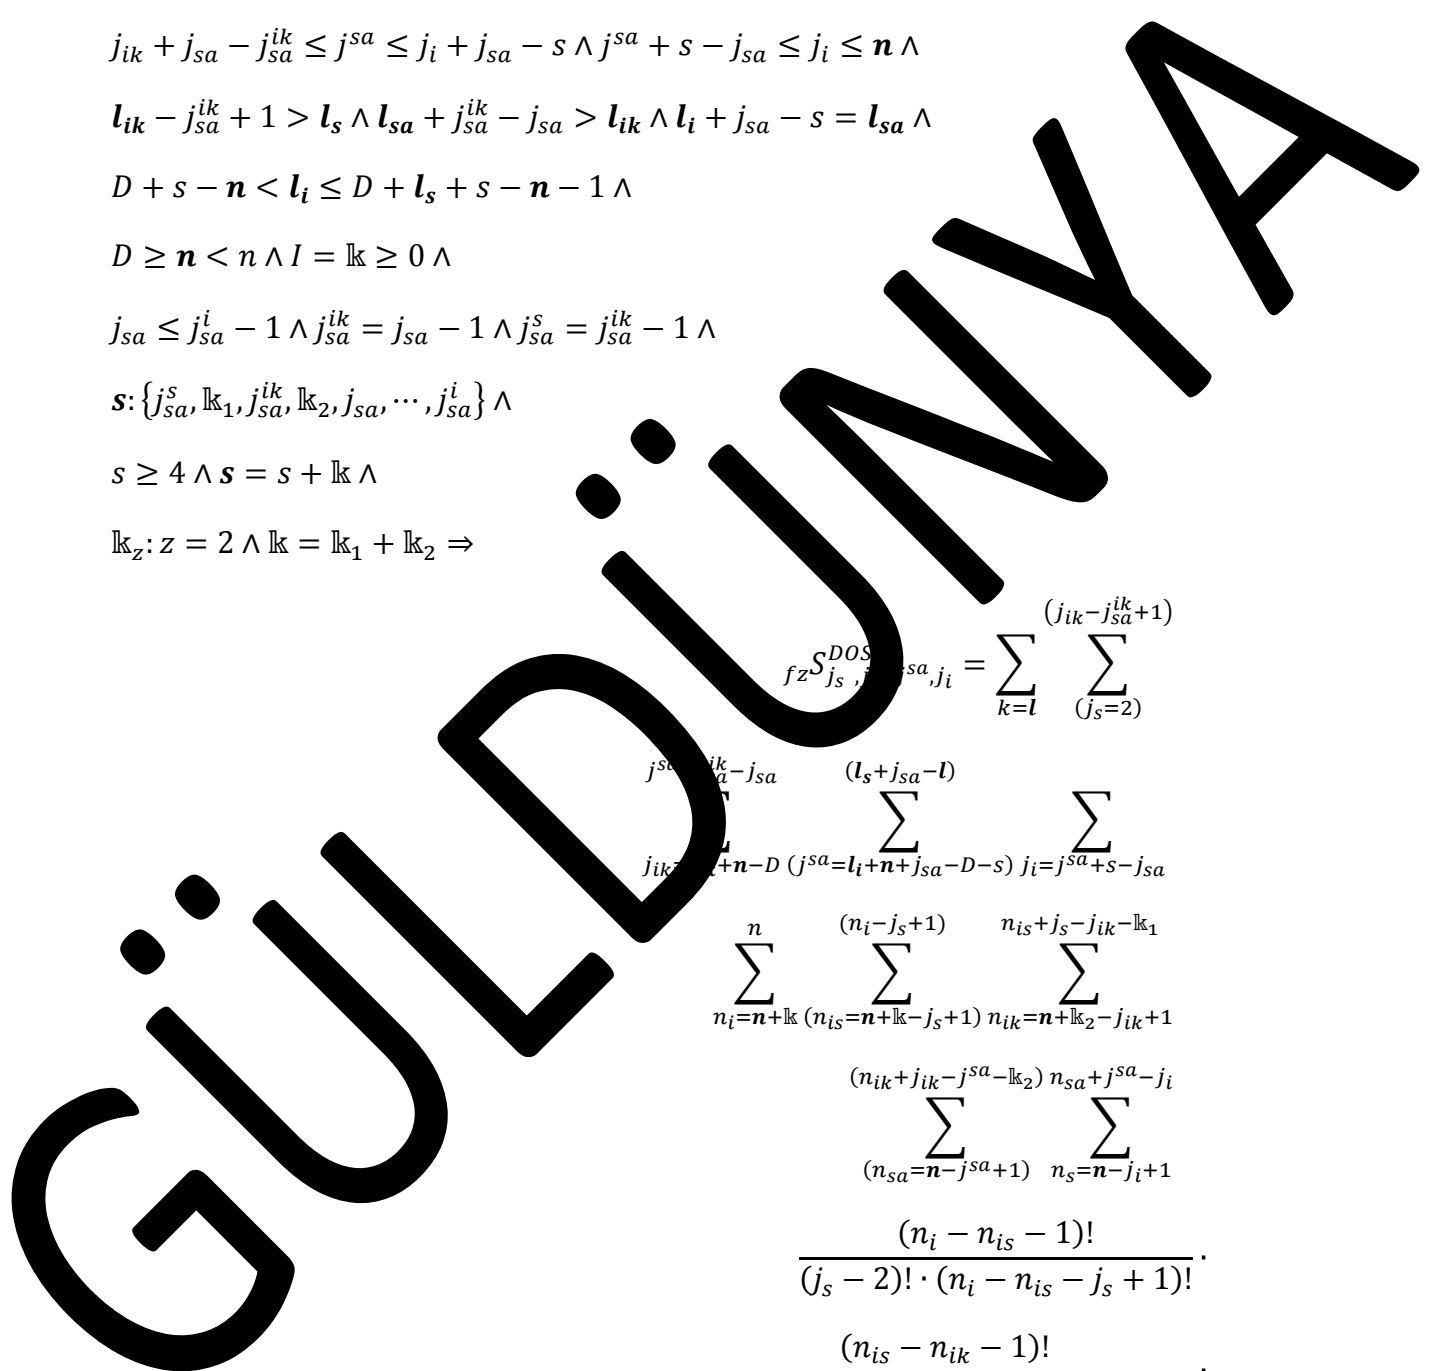 j_{ik} + j_{sa} − j_{sa}^{ik} ≤ j^{sa} ≤ j_i + j_{sa} − s ∧ j^{sa} + s − j_{sa} ≤ j_i ≤ 𝒏 ∧
𝒍_{𝒊𝒌} − j_{sa}^{ik} + 1 > 𝒍_𝒔 ∧ 𝒍_{𝒔𝒂} + j_{sa}^{ik} − j_{sa} > 𝒍_{𝒊𝒌} ∧ 𝒍_𝒊 + j_{sa} − s = 𝒍_{𝒔𝒂} ∧
D + s − 𝒏 < 𝒍_𝒊 ≤ D + 𝒍_𝒔 + s − 𝒏 − 1 ∧
D ≥ 𝒏 < n ∧ I = 𝕜 ≥ 0 ∧
j_{sa} ≤ j_{sa}^{i} − 1 ∧ j_{sa}^{ik} = j_{sa} − 1 ∧ j_{sa}^{s} = j_{sa}^{ik} − 1 ∧
𝒔: {j_{sa}^{s}, 𝕜_1, j_{sa}^{ik}, 𝕜_2, j_{sa}, ⋯, j_{sa}^{i}} ∧
s ≥ 4 ∧ 𝒔 = s + 𝕜 ∧
𝕜_z: z = 2 ∧ 𝕜 = 𝕜_1 + 𝕜_2 ⇒
_{fz}S^{DOS}_{j_s, j^{sa}, j_i} = ∑_{k=𝒍} ∑_{(j_s=2)}^{(j_{ik}−j_{sa}^{ik}+1)}
∑_{j_{ik}+𝒏−D}^{−j_{sa}} ∑_{(j^{sa}=𝒍_𝒊+𝒏+j_{sa}−D−s)}^{(𝒍_𝒔+j_{sa}−𝒍)} ∑_{j_i=j^{sa}+s−j_{sa}}
∑_{n_i=𝒏+𝕜}^{n} ∑_{(n_{is}=𝒏+𝕜−j_s+1)}^{(n_i−j_s+1)} ∑_{n_{ik}=𝒏+𝕜_2−j_{ik}+1}^{n_{is}+j_s−j_{ik}−𝕜_1}
∑_{(n_{sa}=𝒏−j^{sa}+1)}^{(n_{ik}+j_{ik}−j^{sa}−𝕜_2)} ∑_{n_s=𝒏−j_i+1}^{n_{sa}+j^{sa}−j_i}
(n_i − n_{is} − 1)!
(j_s − 2)! · (n_i − n_{is} − j_s + 1)! ·
(n_{is} − n_{ik} − 1)! ·
GÜLDÜNYA